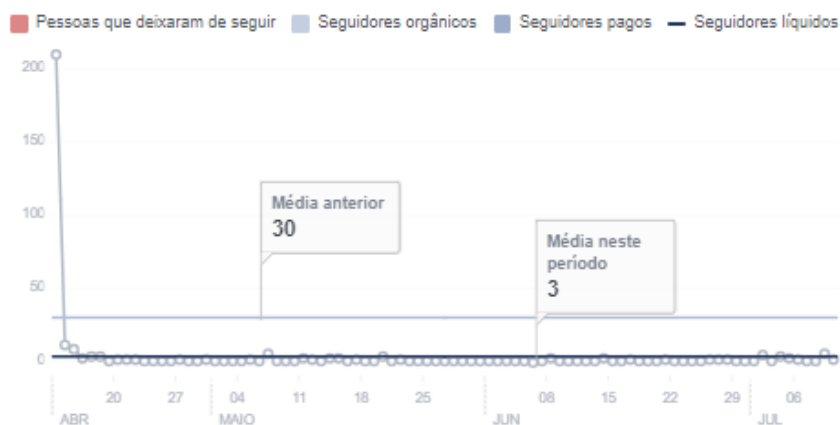 Pessoas que deixaram de seguir Seguidores orgânicos Seguidores pagos Seguidores líquidos
200
150
100
50
0
Média anterior
30
Média neste
período
3
20 27 04 11 18 25 08 15 22 29 06
ABR MAIO JUN JUL